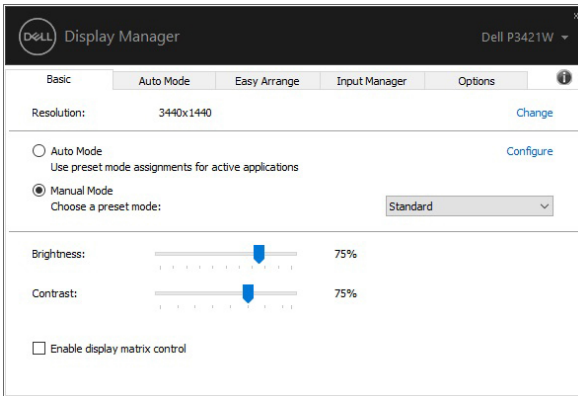 DELL Display Manager
Dell P3421W
Basic Auto Mode Easy Arrange Input Manager Options
Resolution: 3440x1440 Change
Auto Mode Configure
Use preset mode assignments for active applications
Manual Mode
Choose a preset mode: Standard
Brightness: 75%
Contrast: 75%
Enable display matrix control